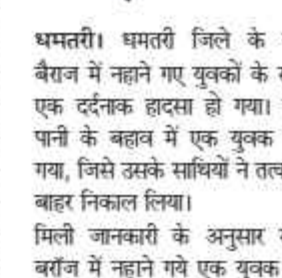 धमतरी। धमतरी जिले के
बैराज में नहाने गए युवकों के
एक दर्दनाक हादसा हो गया।
पानी के बहाव में एक युवक
गया, जिसे उसके साथियों ने
बाहर निकाल लिया।
मिली जानकारी के अनुसार
बरॉज में नहाने गये एक युवक